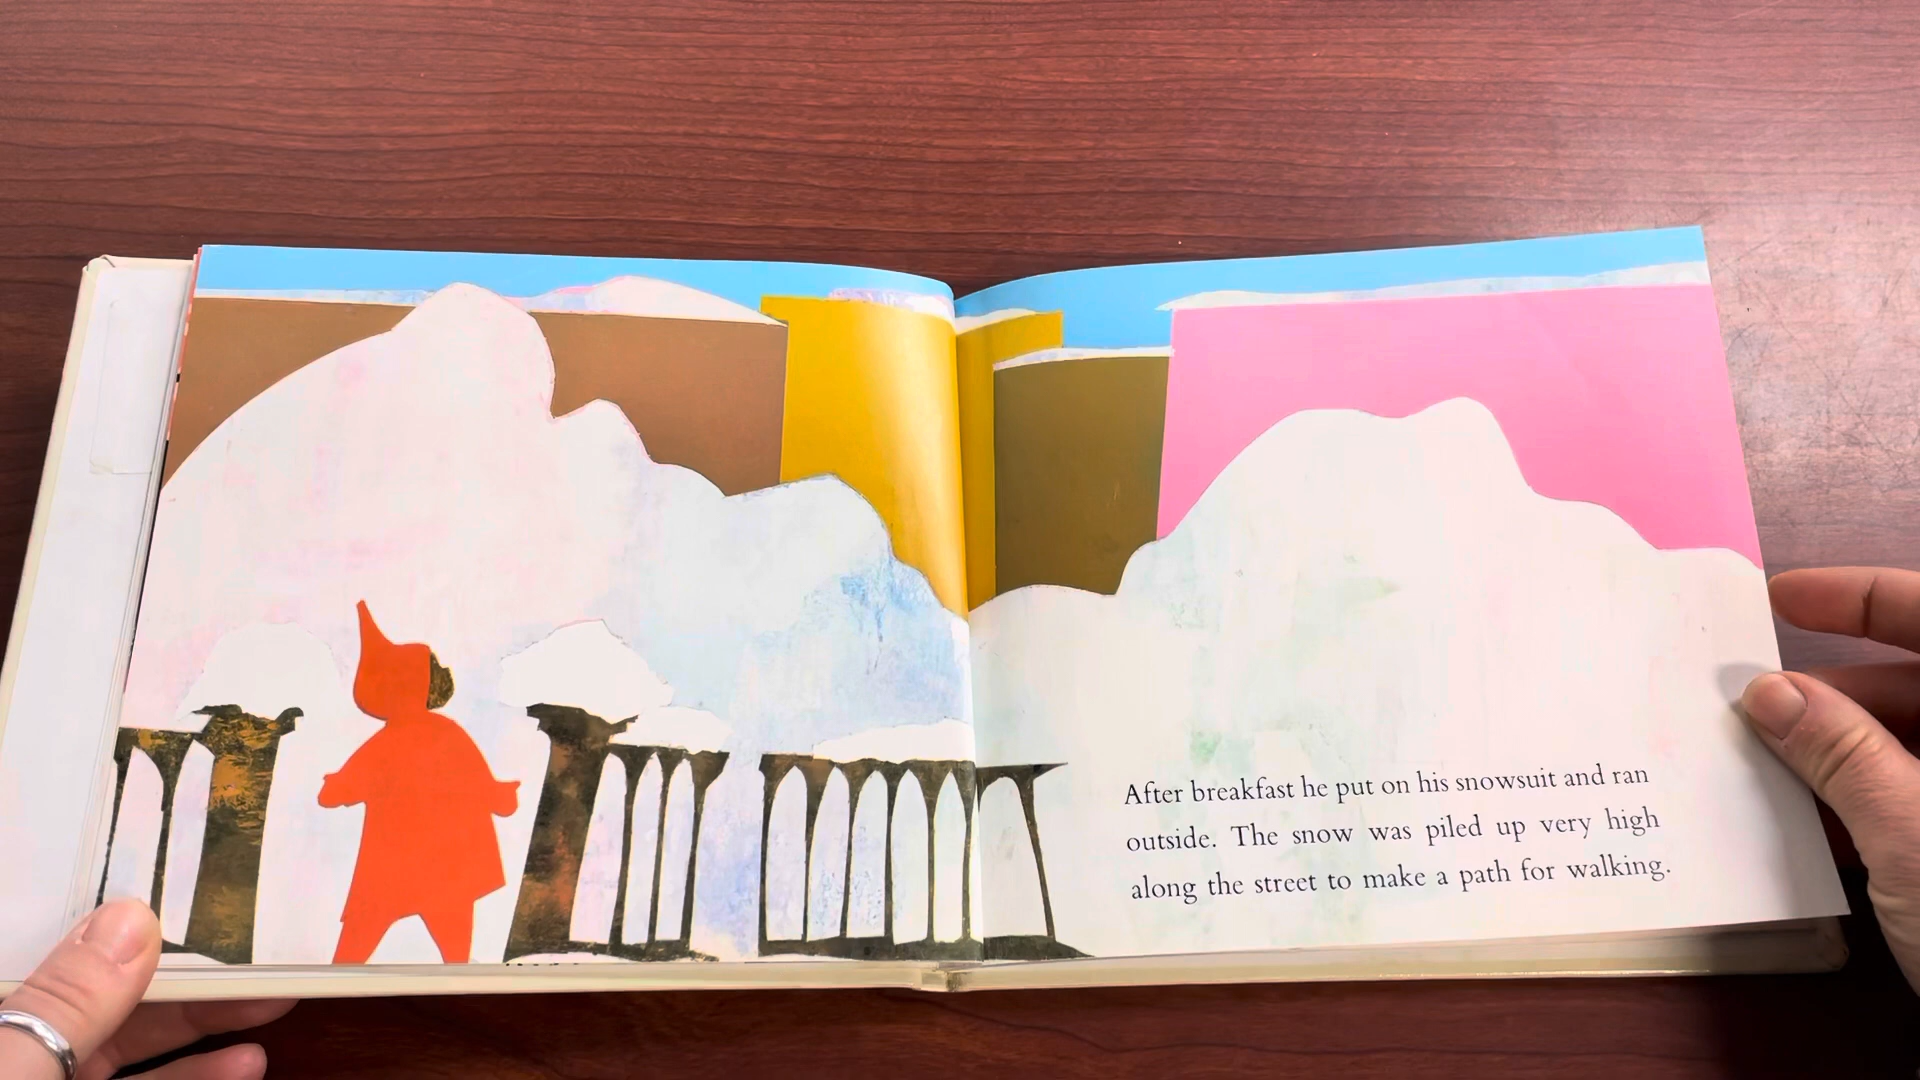 After breakfast he put on his snowsuit and ran
outside. The snow was piled up very high
along the street to make a path for walking.